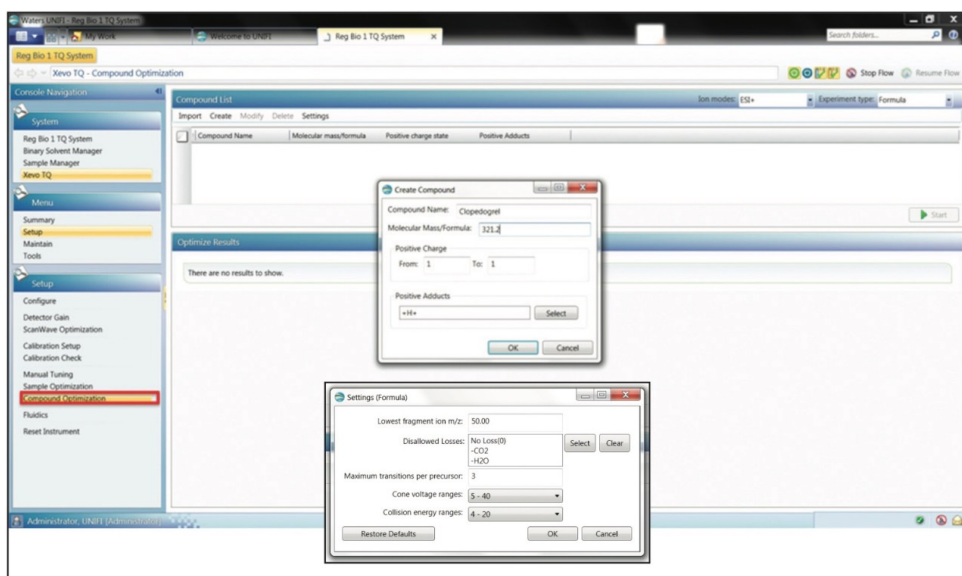 Waters UNIFI - Reg Bio 1 TQ System
My Work
Welcome to UNIFI
Reg Bio 1 TQ System
Search folders...
Reg Bio 1 TQ System
Xevo TQ - Compound Optimization
Stop Flow
Resume Flow
Console Navigation
System
Reg Bio 1 TQ System
Binary Solvent Manager
Sample Manager
Xevo TQ
Menu
Summary
Setup
Maintain
Tools
Setup
Configure
Detector Gain
ScanWave Optimization
Calibration Setup
Calibration Check
Manual Tuning
Sample Optimization
Compound Optimization
Fluidics
Reset Instrument
Compound List
Ion modes: ESI+
Experiment type: Formula
Import Create Modify Delete Settings
Compound Name Molecular mass/formula Positive charge state Positive Adducts
Start
Optimize Results
There are no results to show.
Create Compound
Compound Name: Clopedogrel
Molecular Mass/Formula: 321.2
Positive Charge
From: 1 To: 1
Positive Adducts
+H+ Select
OK Cancel
Settings (Formula)
Lowest fragment ion m/z: 50.00
Disallowed Losses: No Loss(0)
-CO2
-H2O
Select Clear
Maximum transitions per precursor: 3
Cone voltage ranges: 5 - 40
Collision energy ranges: 4 - 20
Restore Defaults OK Cancel
Administrator, UNIFI [Administrator]